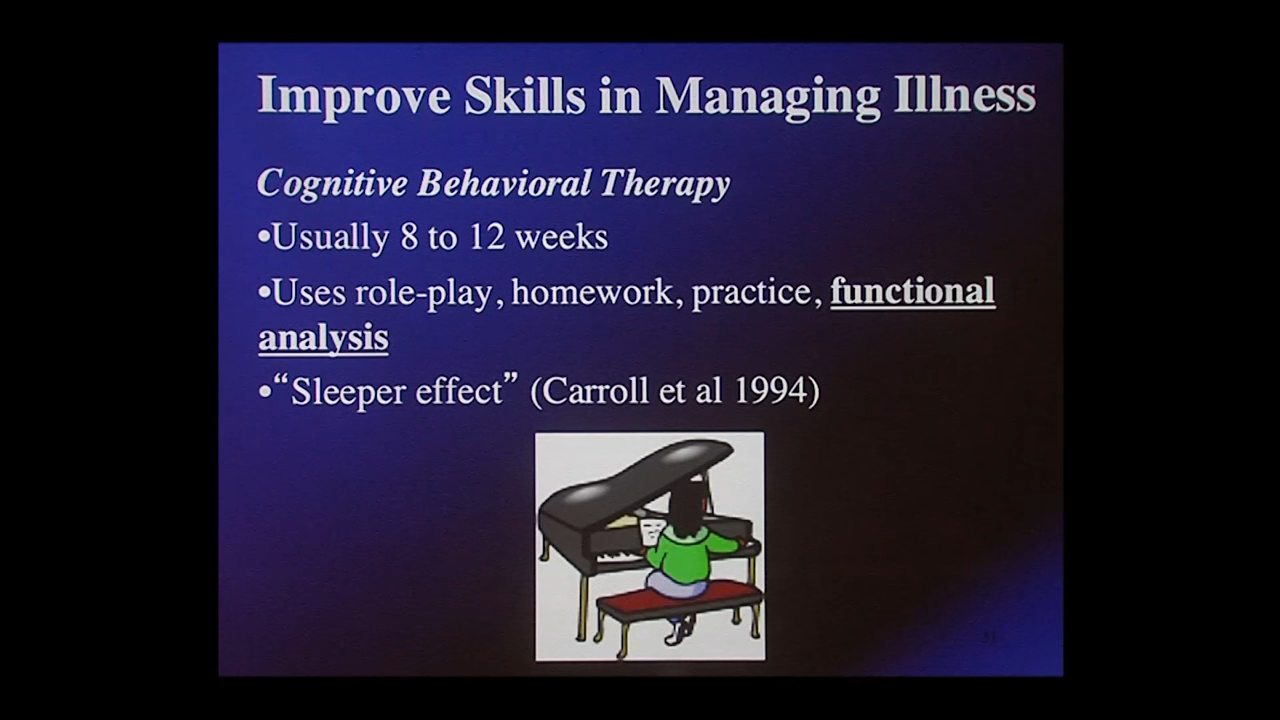 Improve Skills in Managing Illness
Cognitive Behavioral Therapy
•Usually 8 to 12 weeks
•Uses role-play, homework, practice, functional
analysis
•“Sleeper effect” (Carroll et al 1994)